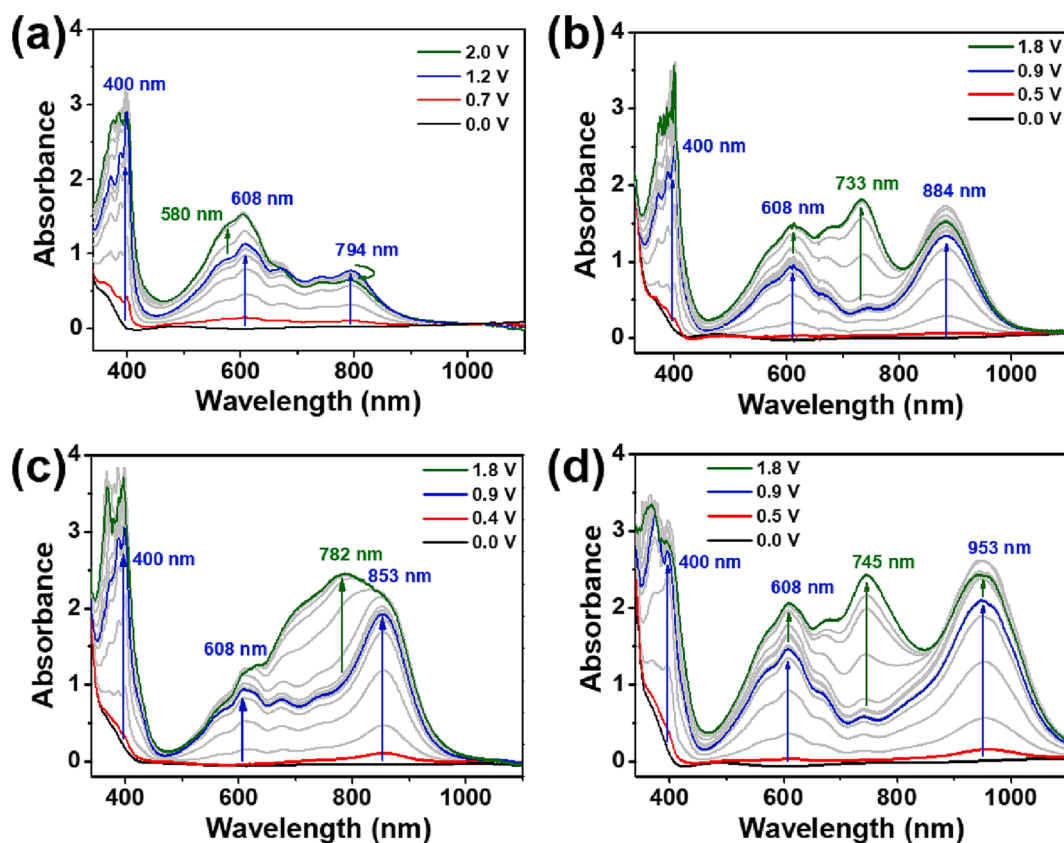 (a)
2.0 V
1.2 V
0.7 V
0.0 V
400 nm
580 nm
608 nm
794 nm
4
3
2
1
0
Absorbance
400
600
800
1000
Wavelength (nm)
(b)
1.8 V
0.9 V
0.5 V
0.0 V
400 nm
608 nm
733 nm
884 nm
4
3
2
1
0
Absorbance
400
600
800
1000
Wavelength (nm)
(c)
1.8 V
0.9 V
0.4 V
0.0 V
400 nm
608 nm
782 nm
853 nm
4
3
2
1
0
Absorbance
400
600
800
1000
Wavelength (nm)
(d)
1.8 V
0.9 V
0.5 V
0.0 V
400 nm
608 nm
745 nm
953 nm
4
3
2
1
0
Absorbance
400
600
800
1000
Wavelength (nm)